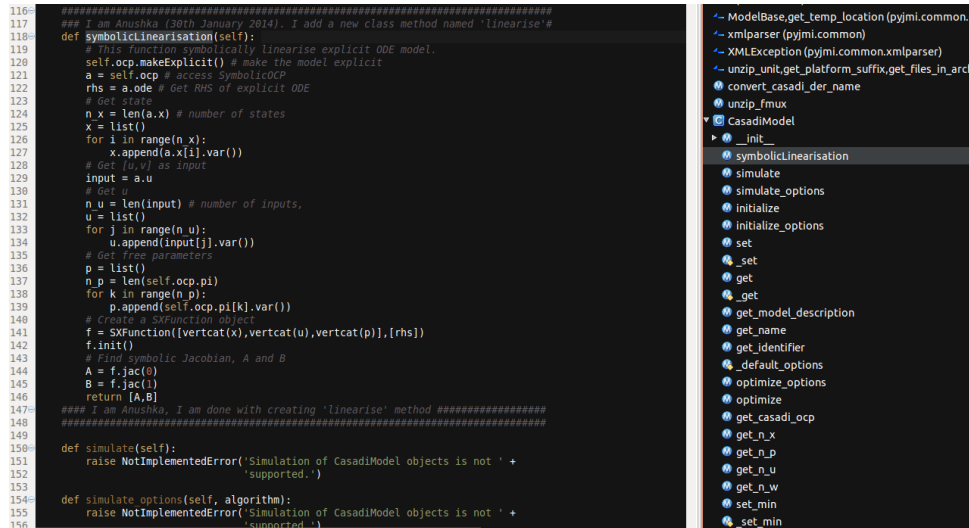 116 ################################################################################
117 ### I am Anushka (30th January 2014). I add a new class method named 'linearise'#
118 def symbolicLinearisation(self):
119 # This function symbolically linearise explicit ODE model.
120 self.ocp.makeExplicit() # make the model explicit
121 a = self.ocp # access SymbolicOCP
122 rhs = a.ode # Get RHS of explicit ODE
123 # Get state
124 n_x = len(a.x) # number of states
125 x = list()
126 for i in range(n_x):
127 x.append(a.x[i].var())
128 # Get [u,v] as input
129 input = a.u
130 # Get u
131 n_u = len(input) # number of inputs,
132 u = list()
133 for j in range(n_u):
134 u.append(input[j].var())
135 # Get free parameters
136 p = list()
137 n_p = len(self.ocp.pi)
138 for k in range(n_p):
139 p.append(self.ocp.pi[k].var())
140 # Create a SXFunction object
141 f = SXFunction([vertcat(x),vertcat(u),vertcat(p)],[rhs])
142 f.init()
143 # Find symbolic Jacobian, A and B
144 A = f.jac(0)
145 B = f.jac(1)
146 return [A,B]
147 #### I am Anushka, I am done with creating 'linearise' method ##################
148 ################################################################################
149
150 def simulate(self):
151 raise NotImplementedError('Simulation of CasadiModel objects is not ' +
152 'supported.')
153
154 def simulate_options(self, algorithm):
155 raise NotImplementedError('Simulation of CasadiModel objects is not ' +
156 'supported.')
ModelBase,get_temp_location (pyjmi.common.
xmlparser (pyjmi.common)
XMLException (pyjmi.common.xmlparser)
unzip_unit,get_platform_suffix,get_files_in_arc
convert_casadi_der_name
unzip_fmux
CasadiModel
__init__
symbolicLinearisation
simulate
simulate_options
initialize
initialize_options
set
_set
get
_get
get_model_description
get_name
get_identifier
_default_options
optimize_options
optimize
get_casadi_ocp
get_n_x
get_n_p
get_n_u
get_n_w
set_min
_set_min